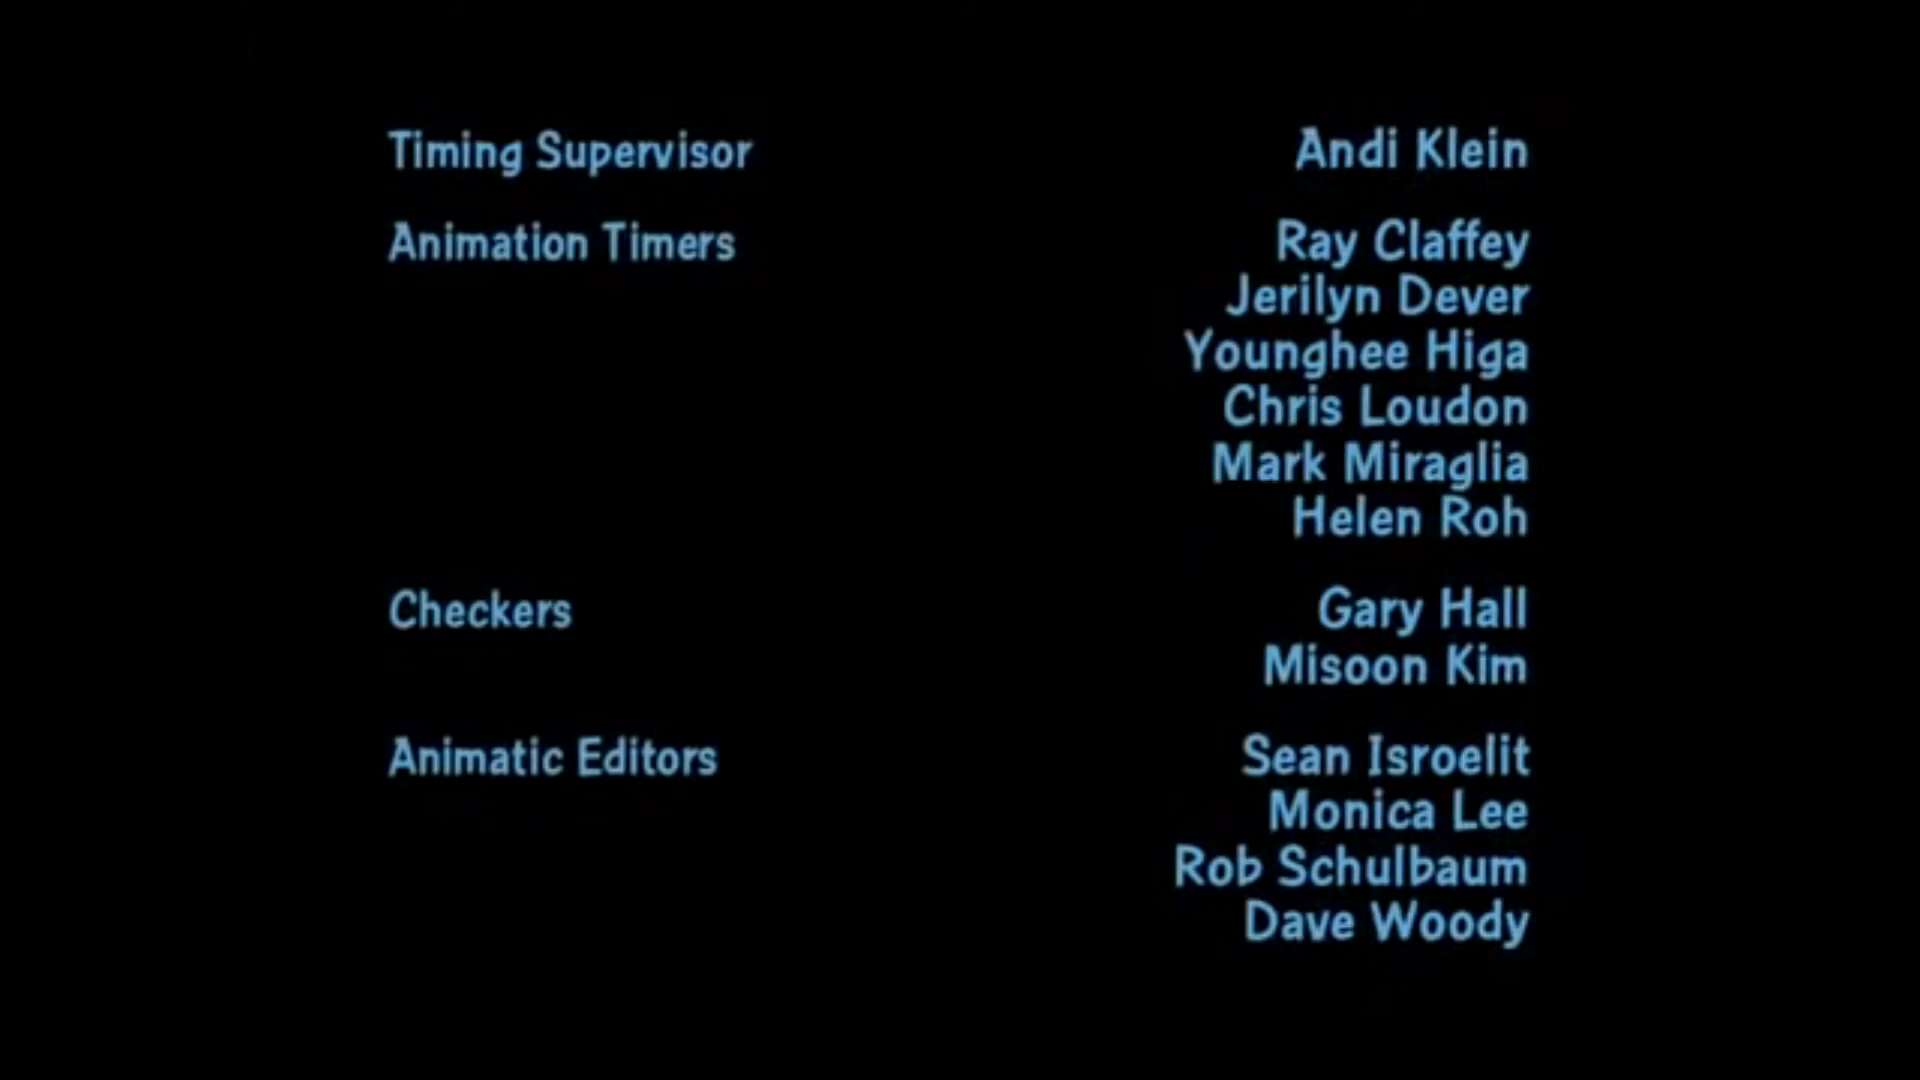 Timing Supervisor Andi Klein
Animation Timers Ray Claffey
Jerilyn Dever
Younghee Higa
Chris Loudon
Mark Miraglia
Helen Roh
Checkers Gary Hall
Misoon Kim
Animatic Editors Sean Isroelit
Monica Lee
Rob Schulbaum
Dave Woody